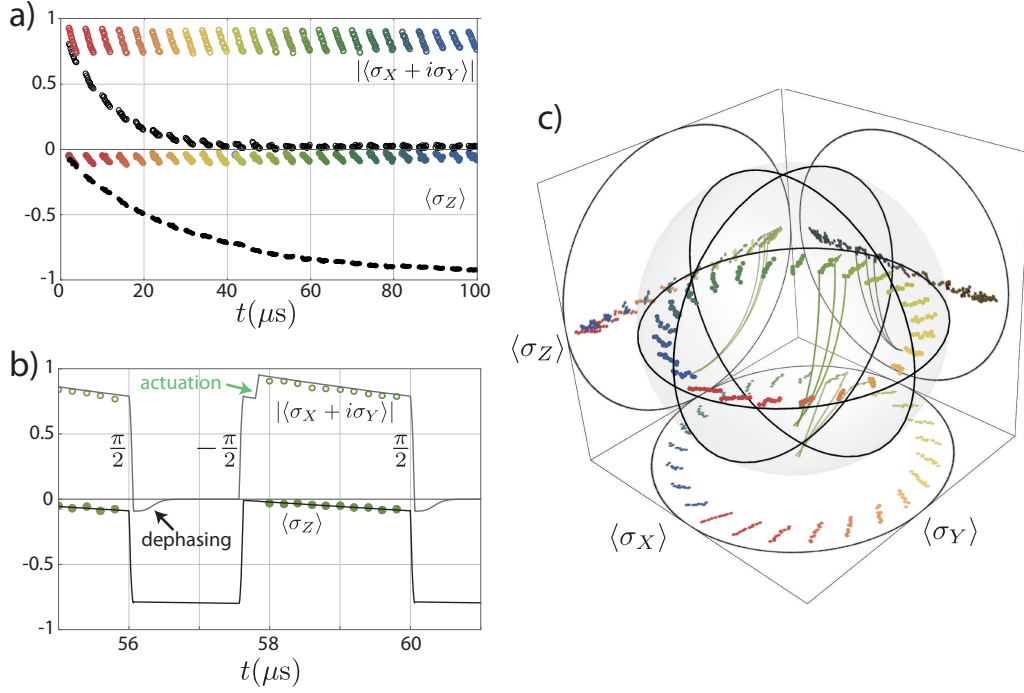 a)
1
0.5
0
-0.5
-1
|⟨σ_X + iσ_Y⟩|
⟨σ_Z⟩
0
20
40
60
80
100
t(μs)
b)
1
0.5
0
-0.5
-1
actuation
|⟨σ_X + iσ_Y⟩|
π/2
-π/2
π/2
⟨σ_Z⟩
dephasing
56
58
60
t(μs)
c)
⟨σ_Z⟩
⟨σ_X⟩
⟨σ_Y⟩